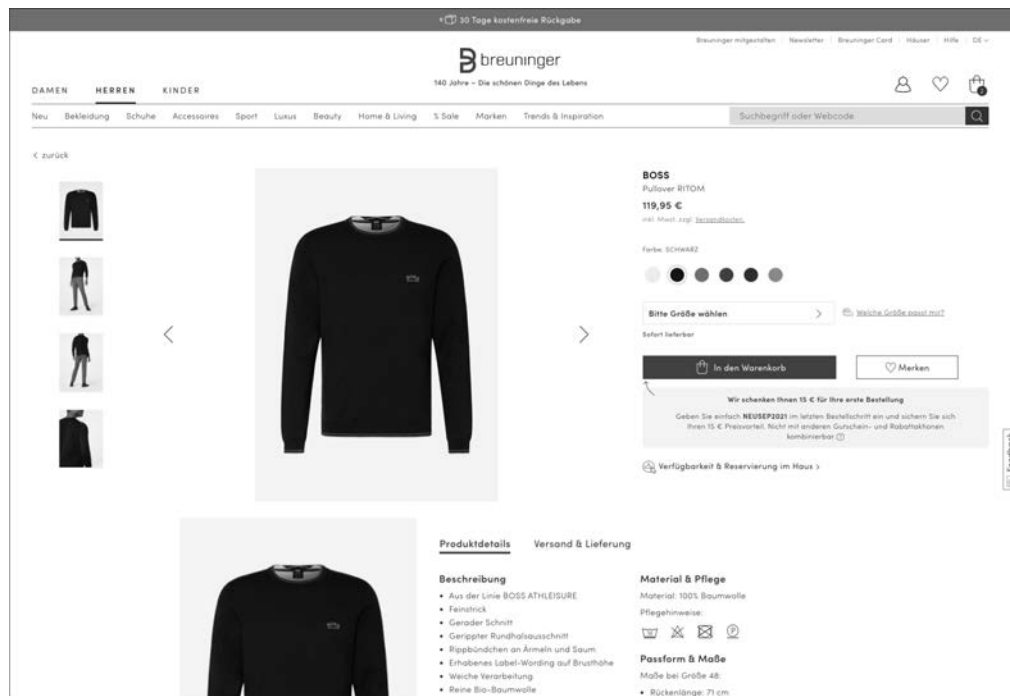 30 Tage kostenfreie Rückgabe
Breuninger mitgestalten | Newsletter | Breuninger Card | Häuser | Hilfe | DE
breuninger
140 Jahre – Die schönen Dinge des Lebens
DAMEN HERREN KINDER
2
Neu Bekleidung Schuhe Accessoires Sport Luxus Beauty Home & Living % Sale Marken Trends & Inspiration
Suchbegriff oder Webcode
< zurück
BOSS
Pullover RITOM
119,95 €
inkl. Mwst. zzgl. Versandkosten.
Farbe: SCHWARZ
Bitte Größe wählen
Welche Größe passt mir?
Sofort lieferbar
In den Warenkorb
Merken
Wir schenken Ihnen 15 € für Ihre erste Bestellung
Geben Sie einfach NEUSEP2021 im letzten Bestellschritt ein und sichern Sie sich
Ihren 15 € Preisvorteil. Nicht mit anderen Gutschein- und Rabattaktionen
kombinierbar
Verfügbarkeit & Reservierung im Haus >
Produktdetails Versand & Lieferung
Beschreibung
• Aus der Linie BOSS ATHLEISURE
• Feinstrick
• Gerader Schnitt
• Gerippter Rundhalsausschnitt
• Rippbündchen an Ärmeln und Saum
• Erhabenes Label-Wording auf Brusthöhe
• Weiche Verarbeitung
• Reine Bio-Baumwolle
Material & Pflege
Material: 100% Baumwolle
Pflegehinweise:
Passform & Maße
Maße bei Größe 48:
• Rückenlänge: 71 cm